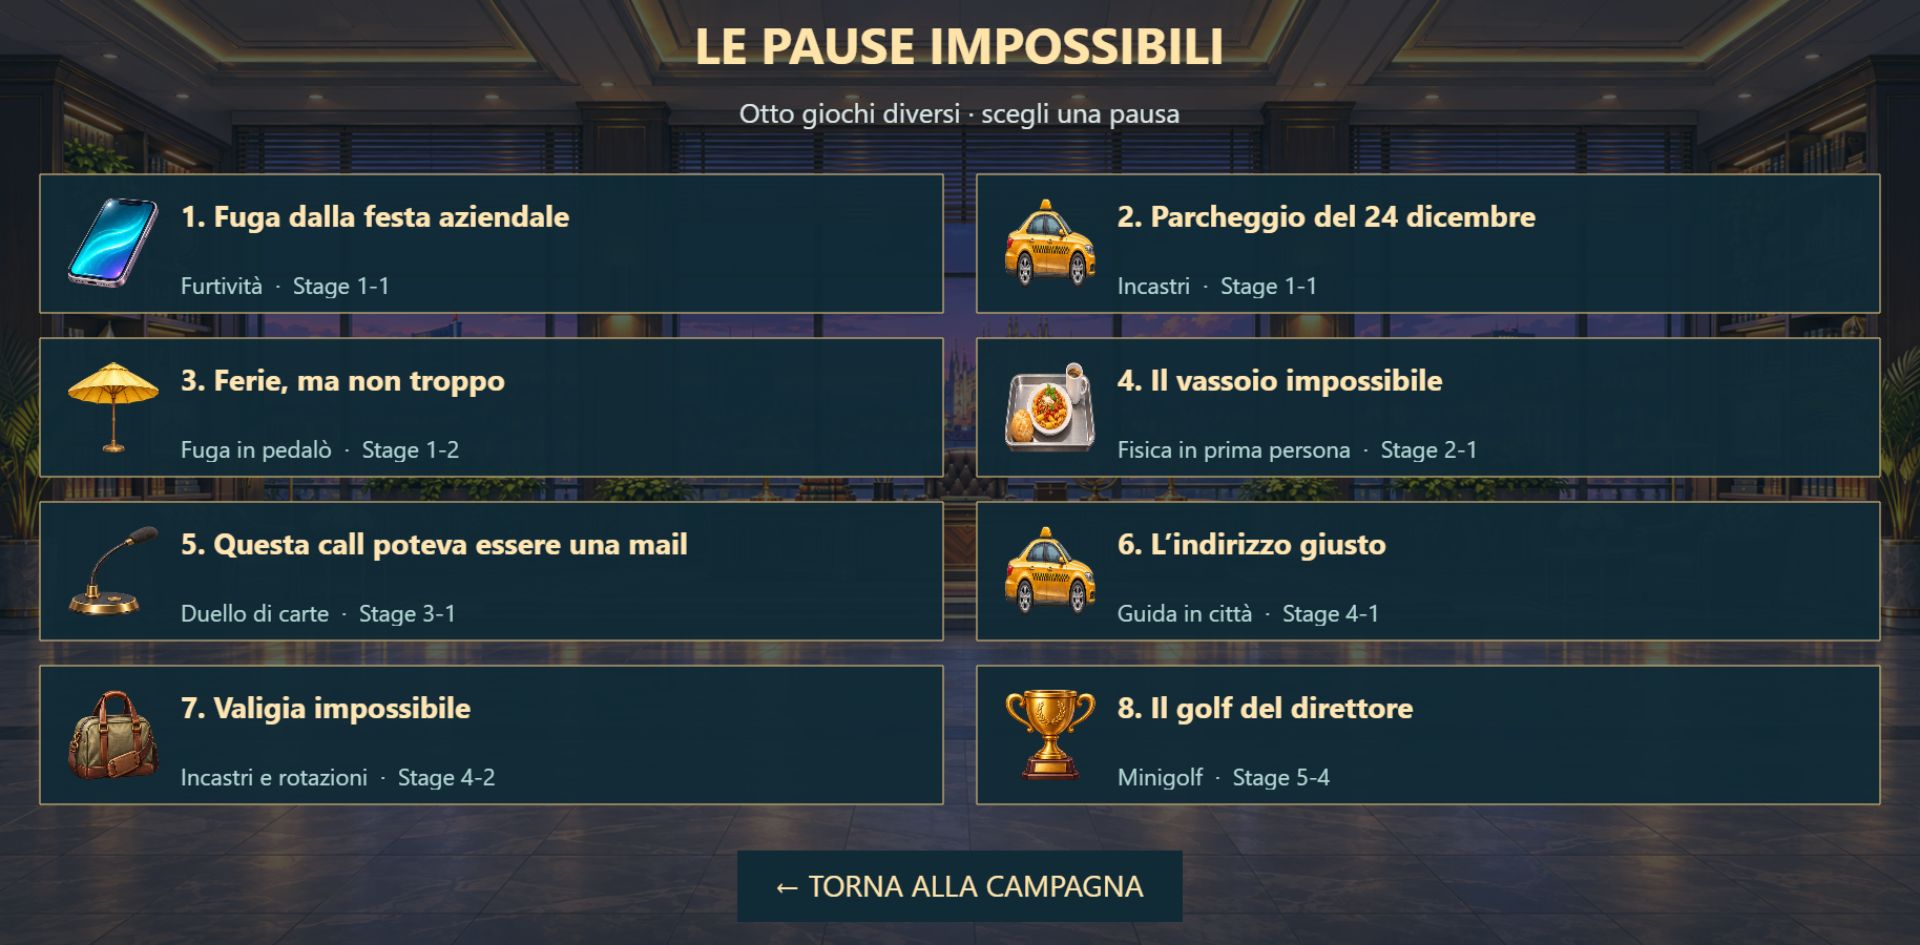 LE PAUSE IMPOSSIBILI
Otto giochi diversi · scegli una pausa
1. Fuga dalla festa aziendale
Furtività · Stage 1-1
2. Parcheggio del 24 dicembre
Incastri · Stage 1-1
3. Ferie, ma non troppo
Fuga in pedalò · Stage 1-2
4. Il vassoio impossibile
Fisica in prima persona · Stage 2-1
5. Questa call poteva essere una mail
Duello di carte · Stage 3-1
6. L’indirizzo giusto
Guida in città · Stage 4-1
7. Valigia impossibile
Incastri e rotazioni · Stage 4-2
8. Il golf del direttore
Minigolf · Stage 5-4
← TORNA ALLA CAMPAGNA